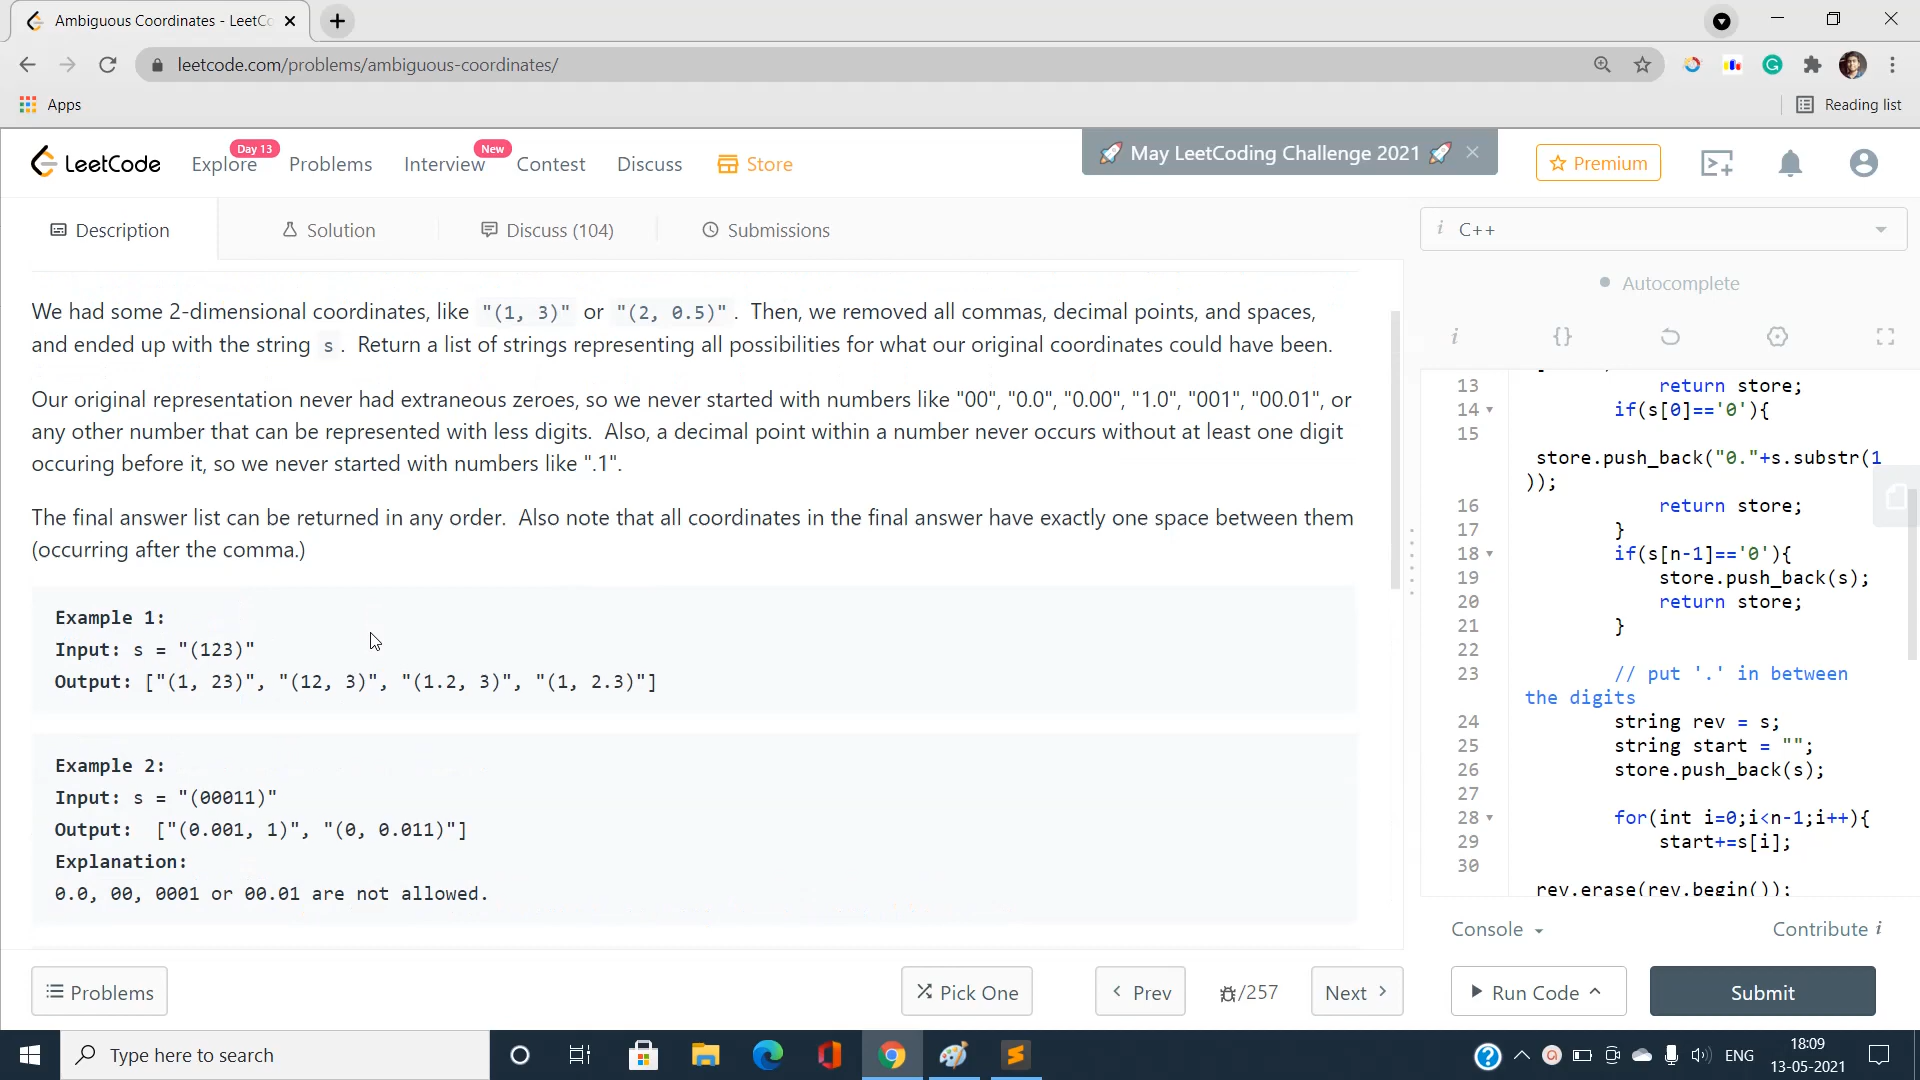 Ambiguous Coordinates - LeetCo
leetcode.com/problems/ambiguous-coordinates/
Apps
Reading list
LeetCode
Explore
Day 13
Problems
Interview
New
Contest
Discuss
Store
🚀 May LeetCoding Challenge 2021 🚀
Premium
Description
Solution
Discuss (104)
Submissions
i C++
Autocomplete
We had some 2-dimensional coordinates, like "(1, 3)" or "(2, 0.5)".  Then, we removed all commas, decimal points, and spaces,
and ended up with the string s.  Return a list of strings representing all possibilities for what our original coordinates could have been.
Our original representation never had extraneous zeroes, so we never started with numbers like "00", "0.0", "0.00", "1.0", "001", "00.01", or
any other number that can be represented with less digits.  Also, a decimal point within a number never occurs without at least one digit
occuring before it, so we never started with numbers like ".1".
The final answer list can be returned in any order.  Also note that all coordinates in the final answer have exactly one space between them
(occurring after the comma.)
Example 1:
Input: s = "(123)"
Output: ["(1, 23)", "(12, 3)", "(1.2, 3)", "(1, 2.3)"]
Example 2:
Input: s = "(00011)"
Output:  ["(0.001, 1)", "(0, 0.011)"]
Explanation:
0.0, 00, 0001 or 00.01 are not allowed.
i {}
13 return store;
14 if(s[0]=='0'){
15
store.push_back("0."+s.substr(1
));
16 return store;
17 }
18 if(s[n-1]=='0'){
19 store.push_back(s);
20 return store;
21 }
22
23 // put '.' in between
the digits
24 string rev = s;
25 string start = "";
26 store.push_back(s);
27
28 for(int i=0;i<n-1;i++){
29 start+=s[i];
30
rev.erase(rev.begin());
Console
Contribute i
Problems
Pick One
Prev
/257
Next
Run Code
Submit
Type here to search
ENG
18:09
13-05-2021